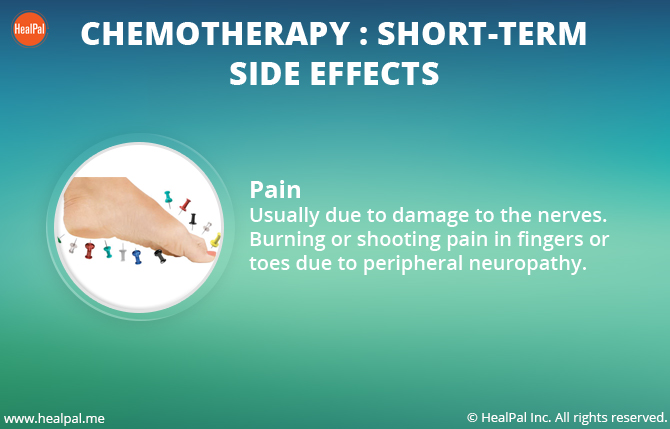 HealPal
CHEMOTHERAPY : SHORT-TERM
SIDE EFFECTS
Pain
Usually due to damage to the nerves.
Burning or shooting pain in fingers or
toes due to peripheral neuropathy.
www.healpal.me
© HealPal Inc. All rights reserved.